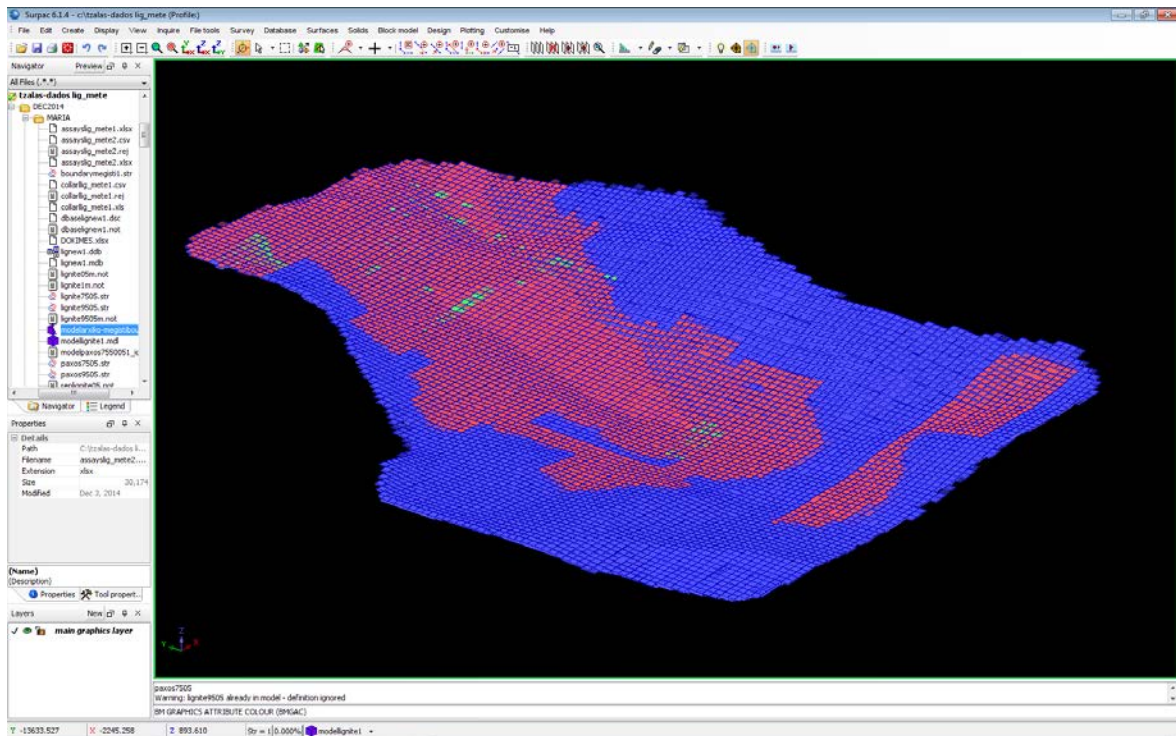 Surpac 6.1.4 - c:\tzalas-dados lig_mete (Profile:)
File Edit Create Display View Inquire File tools Survey Database Surfaces Solids Block model Design Plotting Customise Help
Navigator Preview
All Files (*.*)
tzalas-dados lig_mete
DEC2014
MARIA
assayslig_mete1.xlsx
assayslig_mete2.csv
assayslig_mete2.rej
assayslig_mete2.xlsx
boundarymegisti1.str
collarlig_mete1.csv
collarlig_mete1.rej
collarlig_mete1.xls
dbaselignew1.dsc
dbaselignew1.not
DOKIMES.xlsx
lignew1.ddb
lignew1.mdb
lignite05m.not
lignite1m.not
lignite7505.str
lignite9505.str
lignite9505m.not
modelarxiko-megistibou
modellignite1.mdl
paxos7505.str
paxos9505.str
Navigator Legend
Properties
Details
Path C:\tzalas-dados li...
Filename assayslig_mete2....
Extension xlsx
Size 30,174
Modified Dec 3, 2014
(Name)
(Description)
Properties Tool propert...
Layers New
main graphics layer
Z
Y X
paxos7505
Warning: lignite9505 already in model - definition ignored
BM GRAPHICS ATTRIBUTE COLOUR (BMGAC)
Y -13633.527 X -2245.258 Z 893.610 Str = 1 0.000% modellignite1